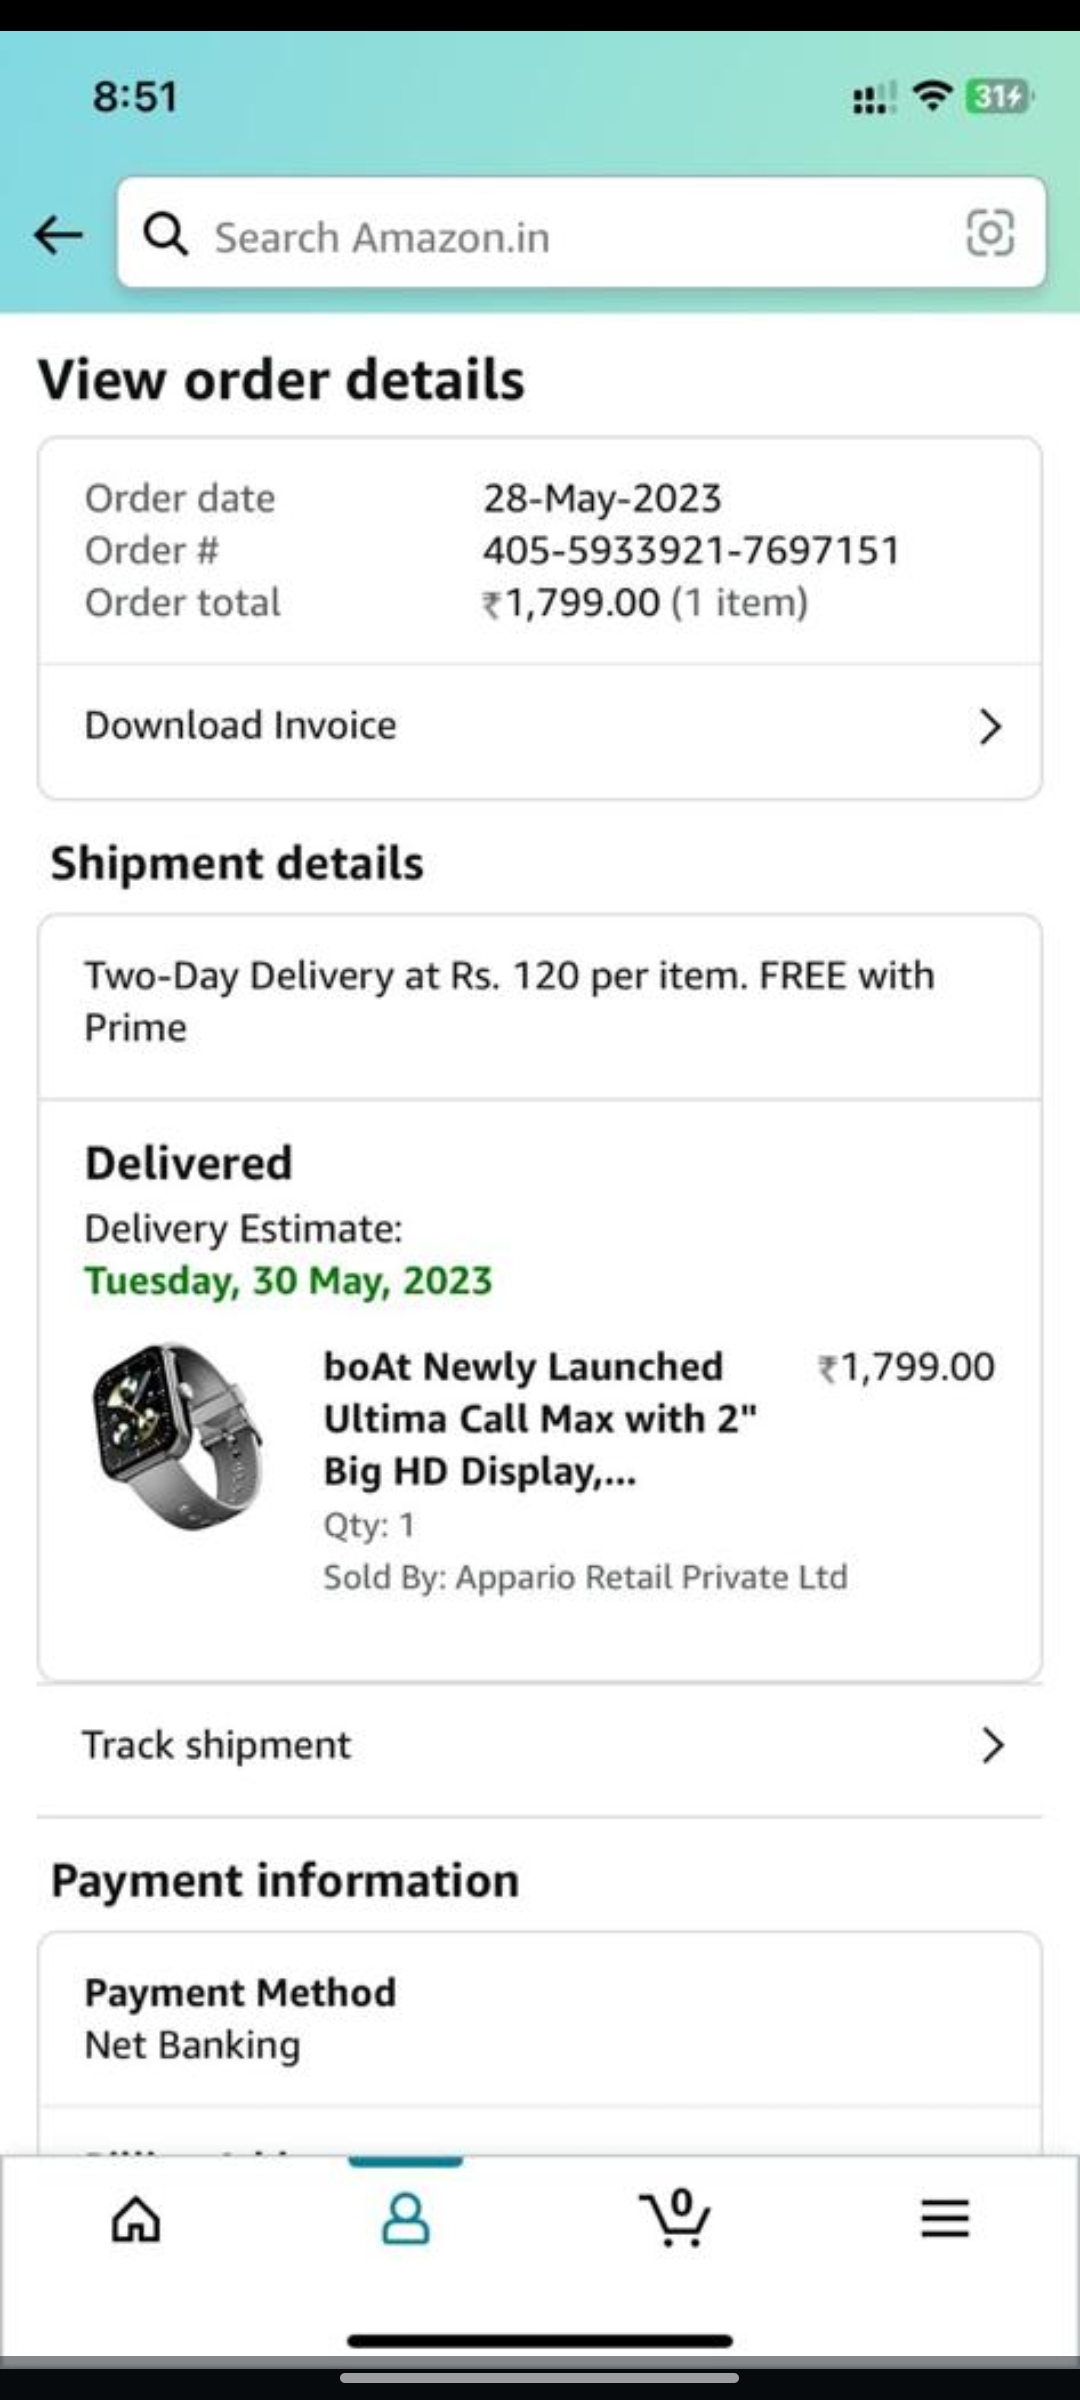 8:51
31
Search Amazon.in
View order details
Order date 28-May-2023
Order # 405-5933921-7697151
Order total ₹1,799.00 (1 item)
Download Invoice
Shipment details
Two-Day Delivery at Rs. 120 per item. FREE with
Prime
Delivered
Delivery Estimate:
Tuesday, 30 May, 2023
boAt Newly Launched ₹1,799.00
Ultima Call Max with 2"
Big HD Display,...
Qty: 1
Sold By: Appario Retail Private Ltd
Track shipment
Payment information
Payment Method
Net Banking
0